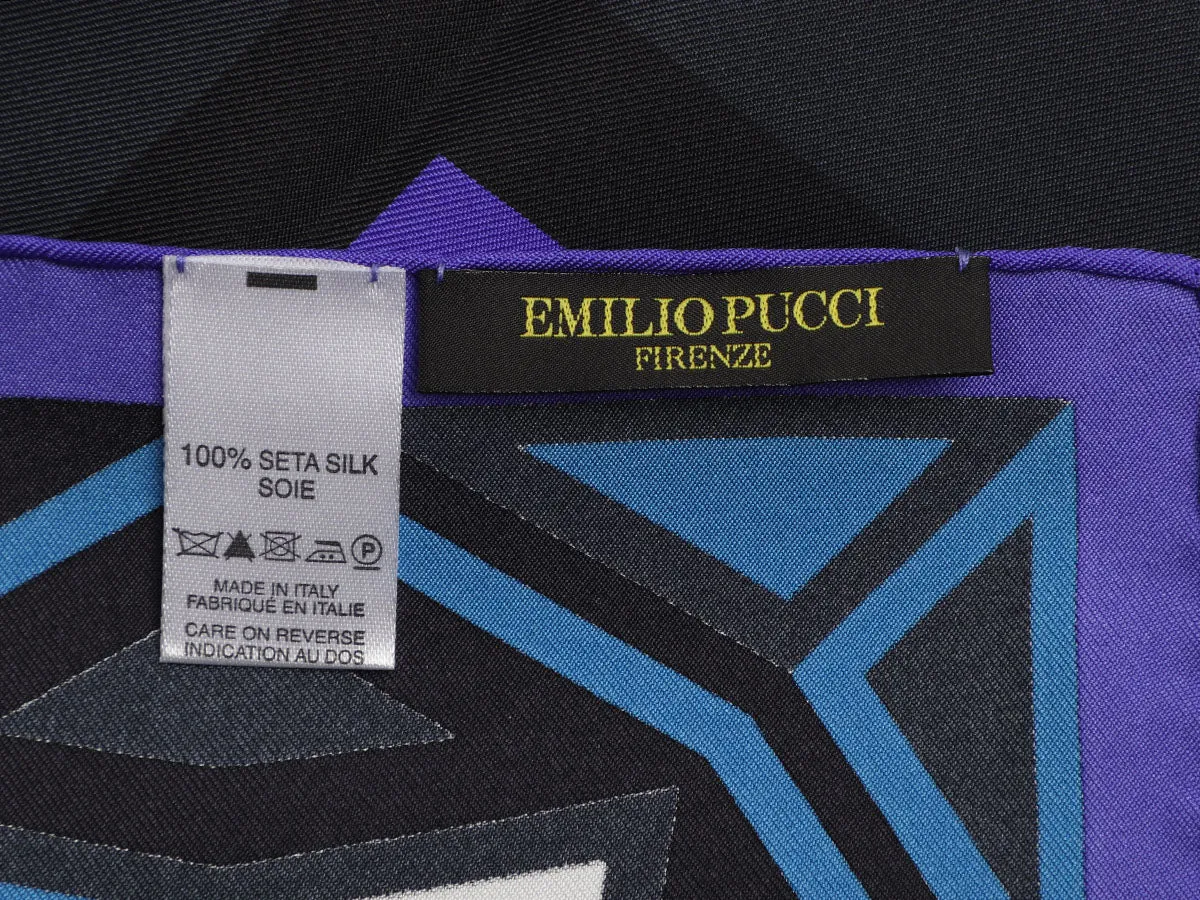 EMILIO PUCCI
FIRENZE
100% SETA SILK
SOIE
P
MADE IN ITALY
FABRIQUÉ EN ITALIE
CARE ON REVERSE
INDICATION AU DOS